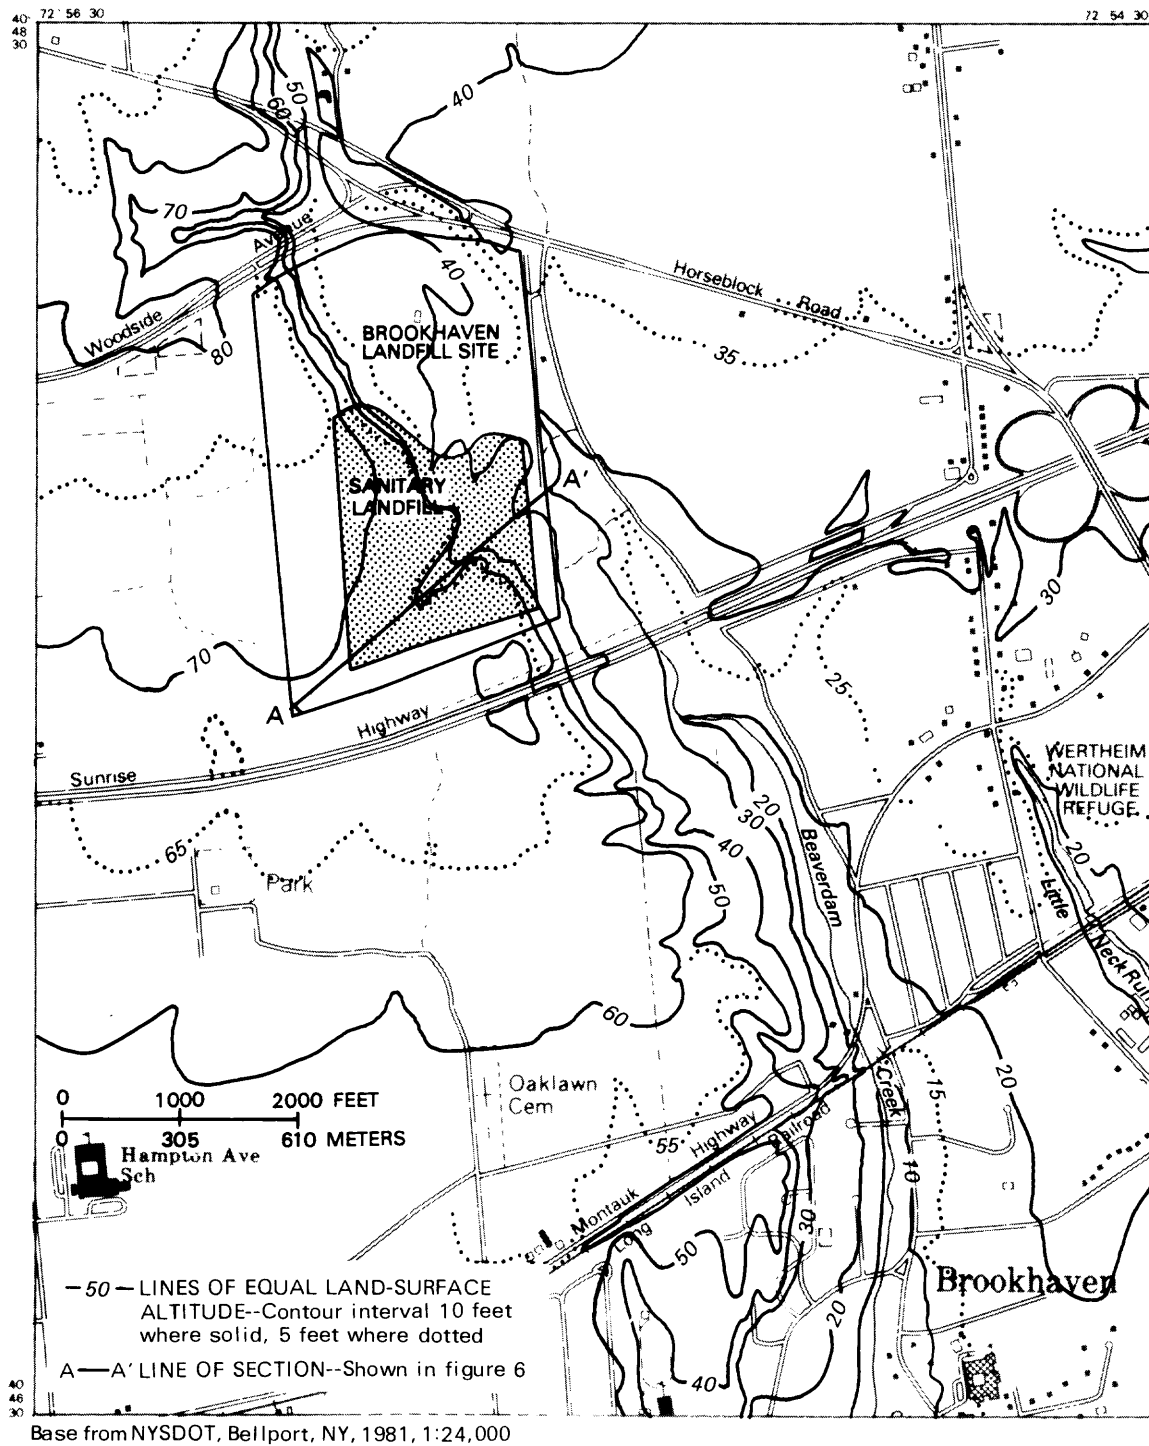 72 56 30
72 54 30
40
48
30
50
60
40
70
Avenue
40
Horseblock
Road
Woodside
80
BROOKHAVEN
LANDFILL SITE
35
A'
SANITARY
LANDFILL
30
70
25
A
Highway
Sunrise
WERTHEIM
NATIONAL
WILDLIFE
REFUGE
20
30
40
50
Beaverdam
20
65
Park
Little
Neck Run
60
Creek
15
20
Oaklawn
Cem
0 1000 2000 FEET
0 305 610 METERS
Hampton Ave
Sch
55
Highway
Railroad
Montauk
Island
Long
10
50
30
20
40
Brookhaven
—50— LINES OF EQUAL LAND-SURFACE
ALTITUDE--Contour interval 10 feet
where solid, 5 feet where dotted
A—A' LINE OF SECTION--Shown in figure 6
40
46
30
Base from NYSDOT, Bellport, NY, 1981, 1:24,000